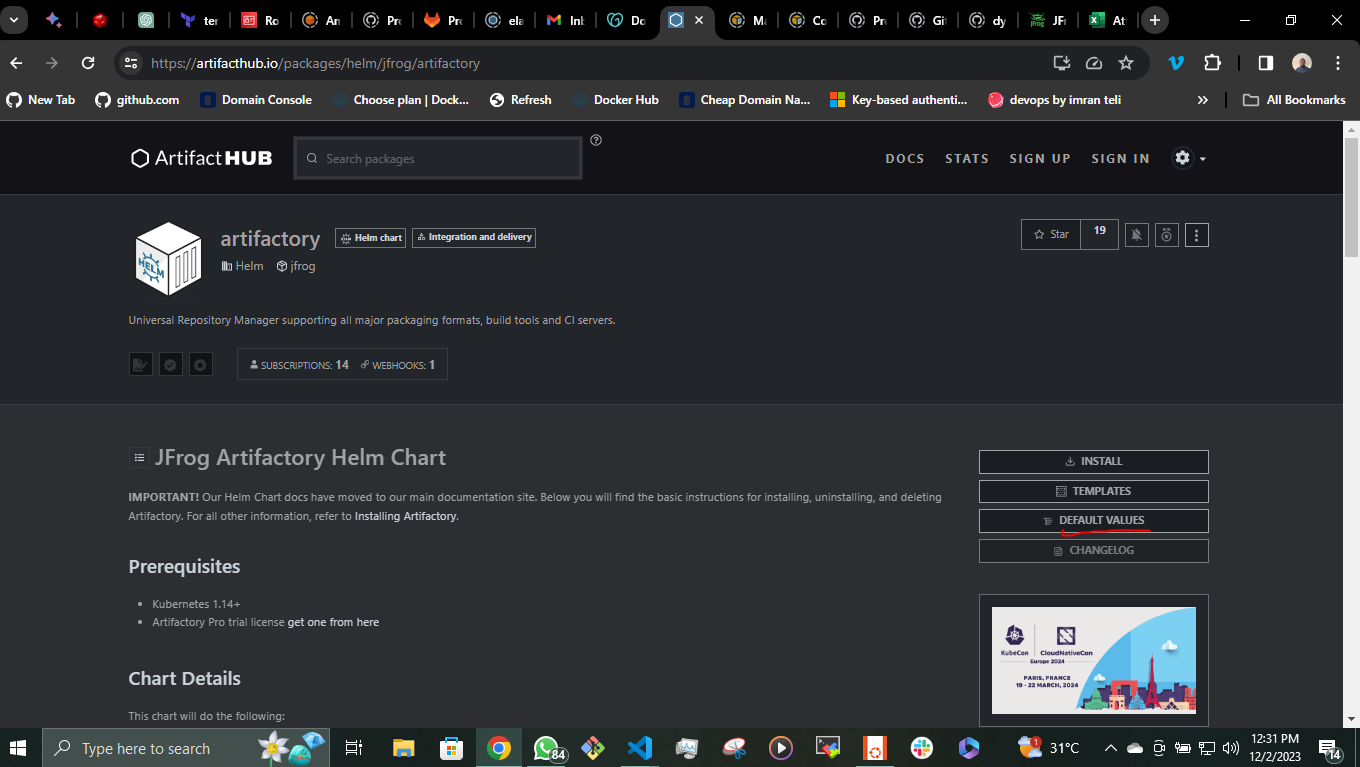 ter
Ro
Ar
Pro
Pro
ela
Inb
Do
Ma
Co
Pr
Git
dy
JFr
At
https://artifacthub.io/packages/helm/jfrog/artifactory
New Tab
github.com
Domain Console
Choose plan | Dock...
Refresh
Docker Hub
Cheap Domain Na...
Key-based authenti...
devops by imran teli
»
All Bookmarks
Artifact HUB
Search packages
DOCS
STATS
SIGN UP
SIGN IN
artifactory
Helm chart
Integration and delivery
Star
19
HELM
Helm
jfrog
Universal Repository Manager supporting all major packaging formats, build tools and CI servers.
SUBSCRIPTIONS: 14
WEBHOOKS: 1
JFrog Artifactory Helm Chart
IMPORTANT! Our Helm Chart docs have moved to our main documentation site. Below you will find the basic instructions for installing, uninstalling, and deleting
Artifactory. For all other information, refer to Installing Artifactory.
Prerequisites
• Kubernetes 1.14+
• Artifactory Pro trial license get one from here
Chart Details
This chart will do the following:
INSTALL
TEMPLATES
DEFAULT VALUES
CHANGELOG
KubeCon
CloudNativeCon
Europe 2024
PARIS, FRANCE
19 - 22 MARCH, 2024
Type here to search
84
1
31°C
12:31 PM
12/2/2023
14